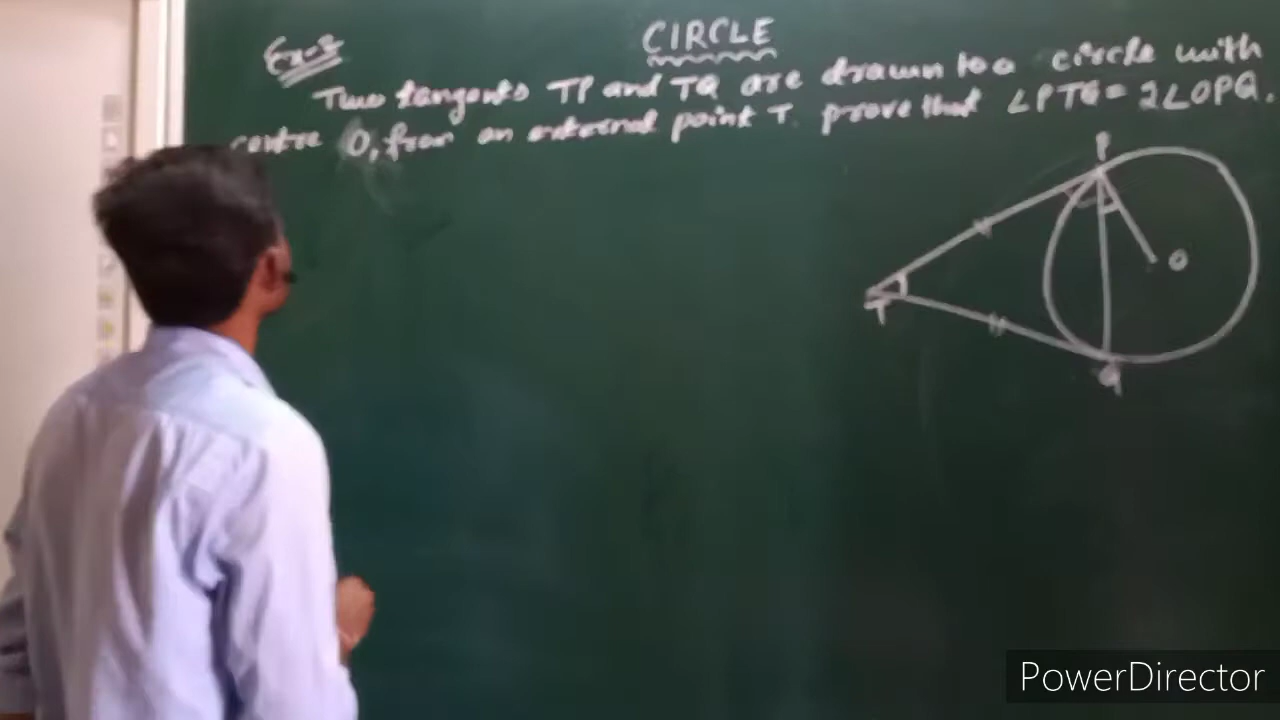 CIRCLE
Ex-2
Two tangents TP and TQ are drawn to a circle with
centre O, from an external point T. prove that ∠PTQ = 2∠OPQ.
P
O
T
Q
PowerDirector